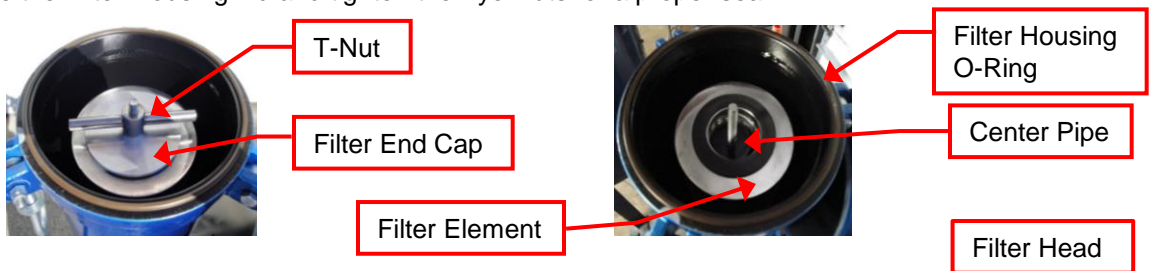 T-Nut
Filter Housing
O-Ring
Filter End Cap
Center Pipe
Filter Element
Filter Head